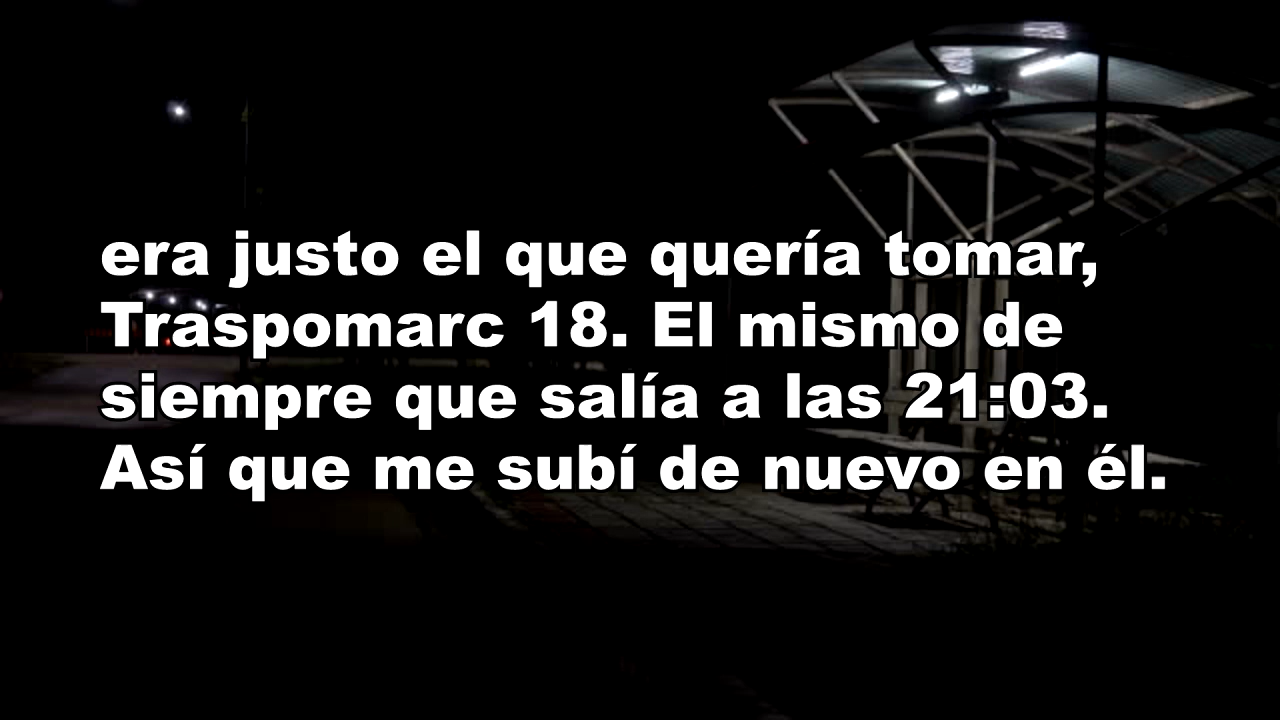 era justo el que quería tomar,
Traspomarc 18. El mismo de
siempre que salía a las 21:03.
Así que me subí de nuevo en él.